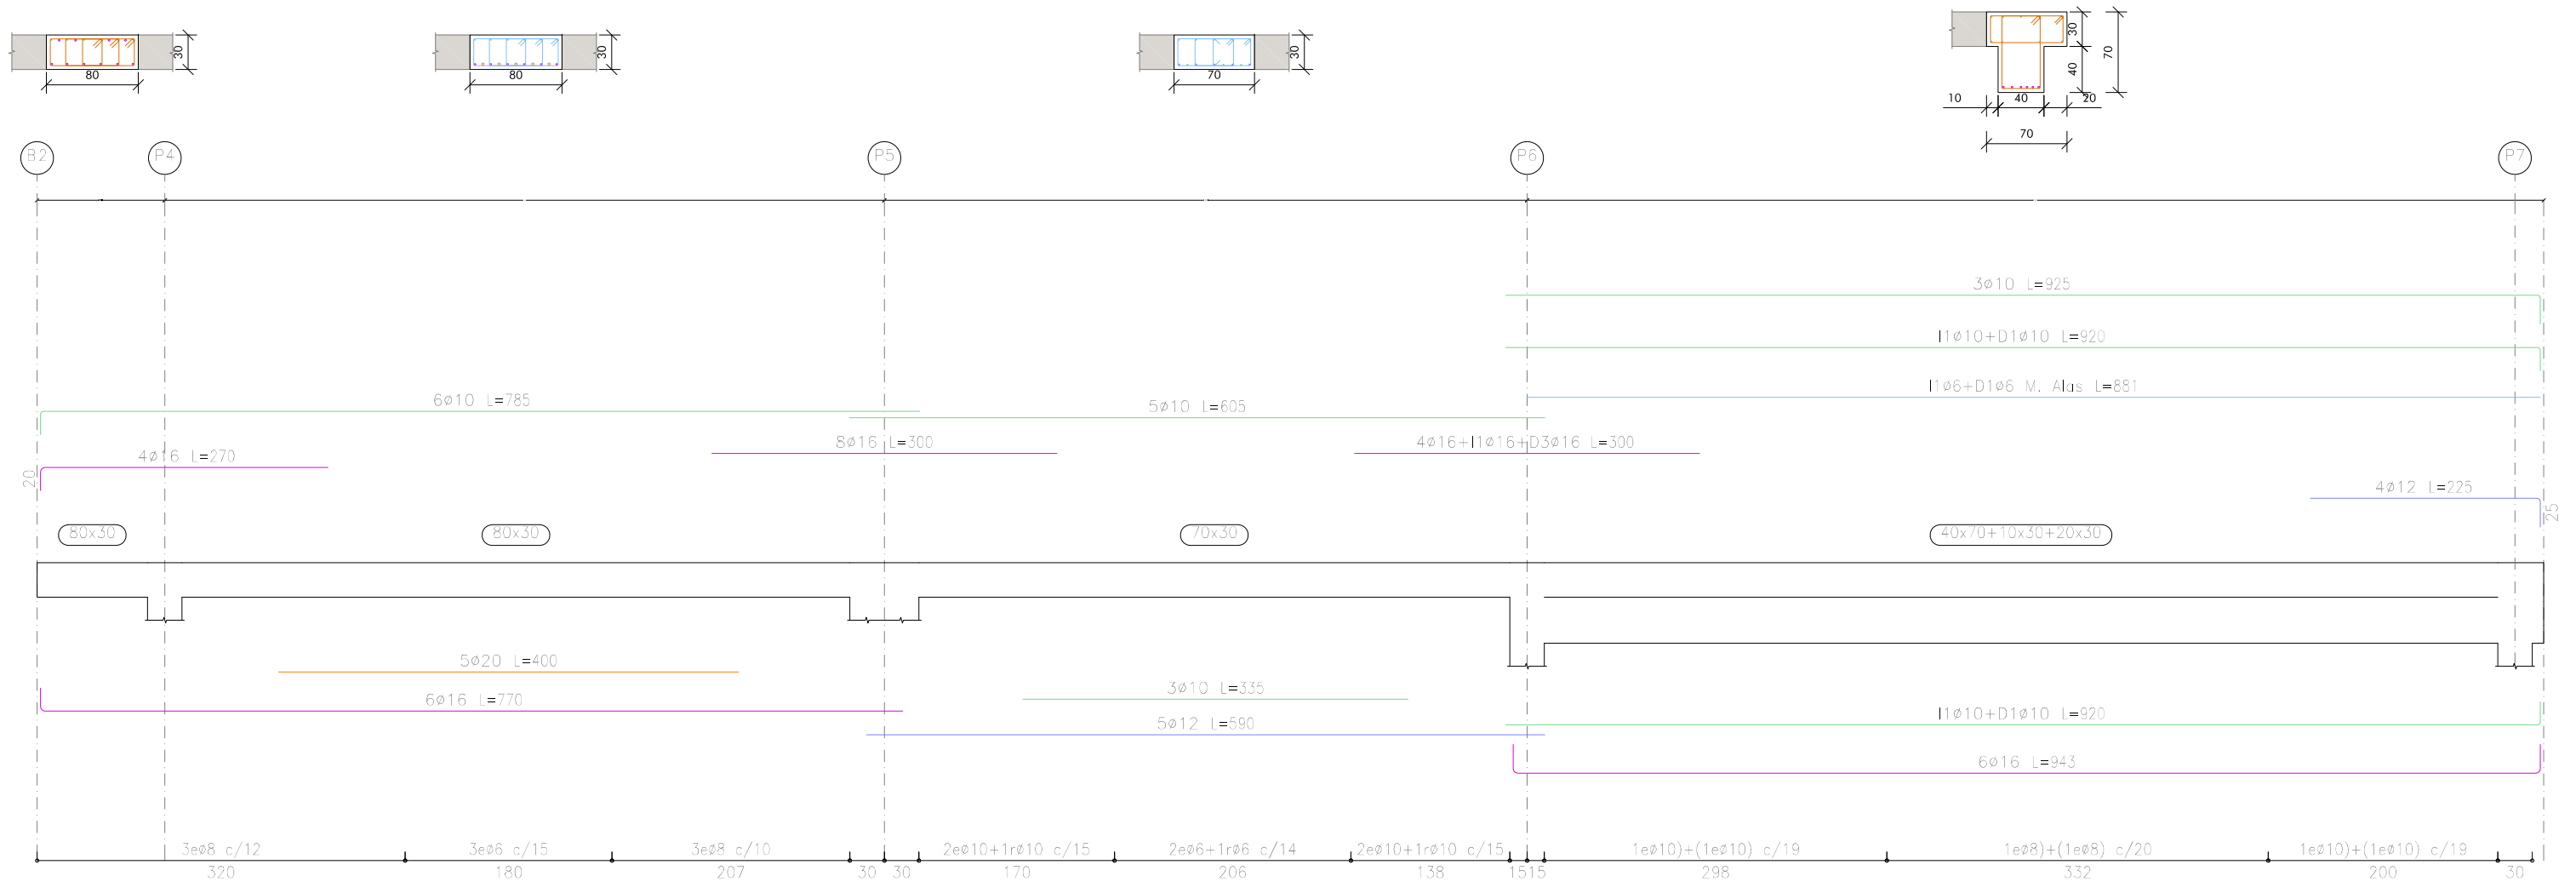 30
80
30
80
30
70
30
70
40
10
40
20
70
B2
P4
P5
P6
P7
3ø10 L=925
I1ø10+D1ø10 L=920
I1ø6+D1ø6 M. Alas L=881
6ø10 L=785
5ø10 L=605
8ø16 L=300
4ø16+I1ø16+D3ø16 L=300
4ø16 L=270
20
4ø12 L=225
25
80x30
80x30
70x30
40x70+10x30+20x30
5ø20 L=400
3ø10 L=335
6ø16 L=770
5ø12 L=590
I1ø10+D1ø10 L=920
6ø16 L=943
3eø8 c/12
3eø6 c/15
3eø8 c/10
2eø10+1rø10 c/15
2eø6+1rø6 c/14
2eø10+1rø10 c/15
1eø10)+(1eø10) c/19
1eø8)+(1eø8) c/20
1eø10)+(1eø10) c/19
320
180
207
30
30
170
206
138
1515
298
332
200
30